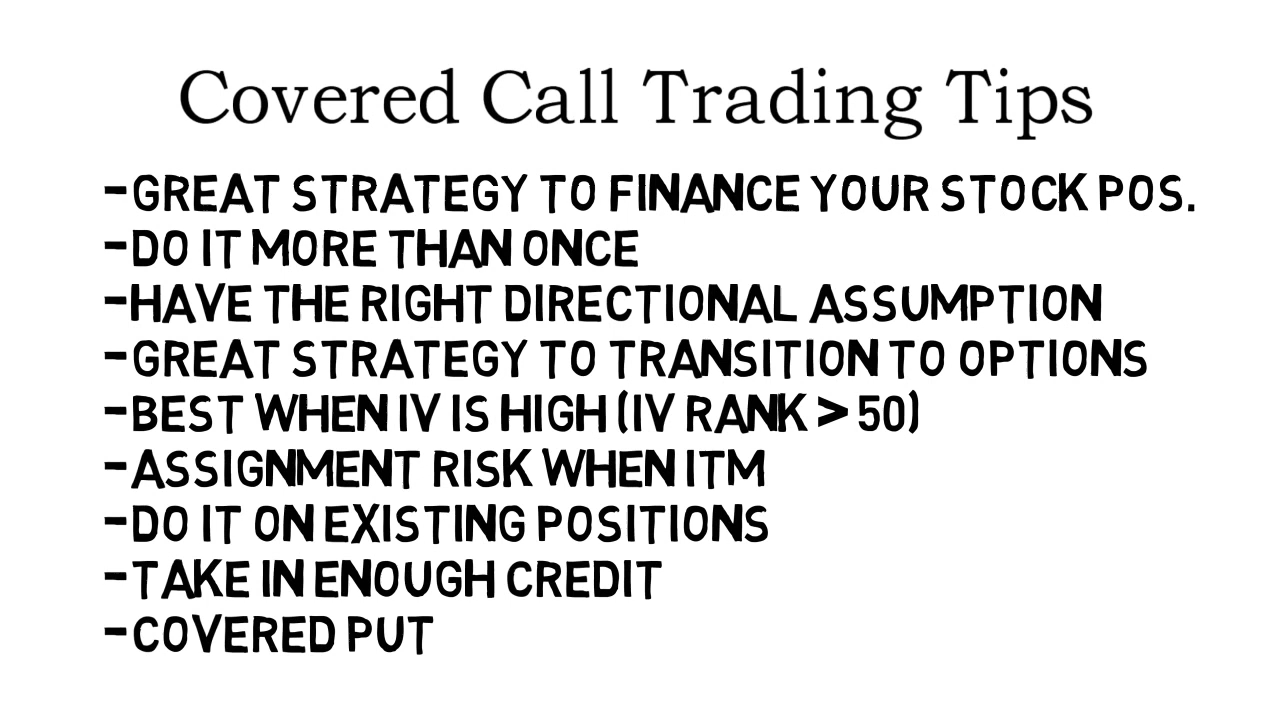 Covered Call Trading Tips
-GREAT STRATEGY TO FINANCE YOUR STOCK POS.
-DO IT MORE THAN ONCE
-HAVE THE RIGHT DIRECTIONAL ASSUMPTION
-GREAT STRATEGY TO TRANSITION TO OPTIONS
-BEST WHEN IV IS HIGH (IV RANK > 50)
-ASSIGNMENT RISK WHEN ITM
-DO IT ON EXISTING POSITIONS
-TAKE IN ENOUGH CREDIT
-COVERED PUT